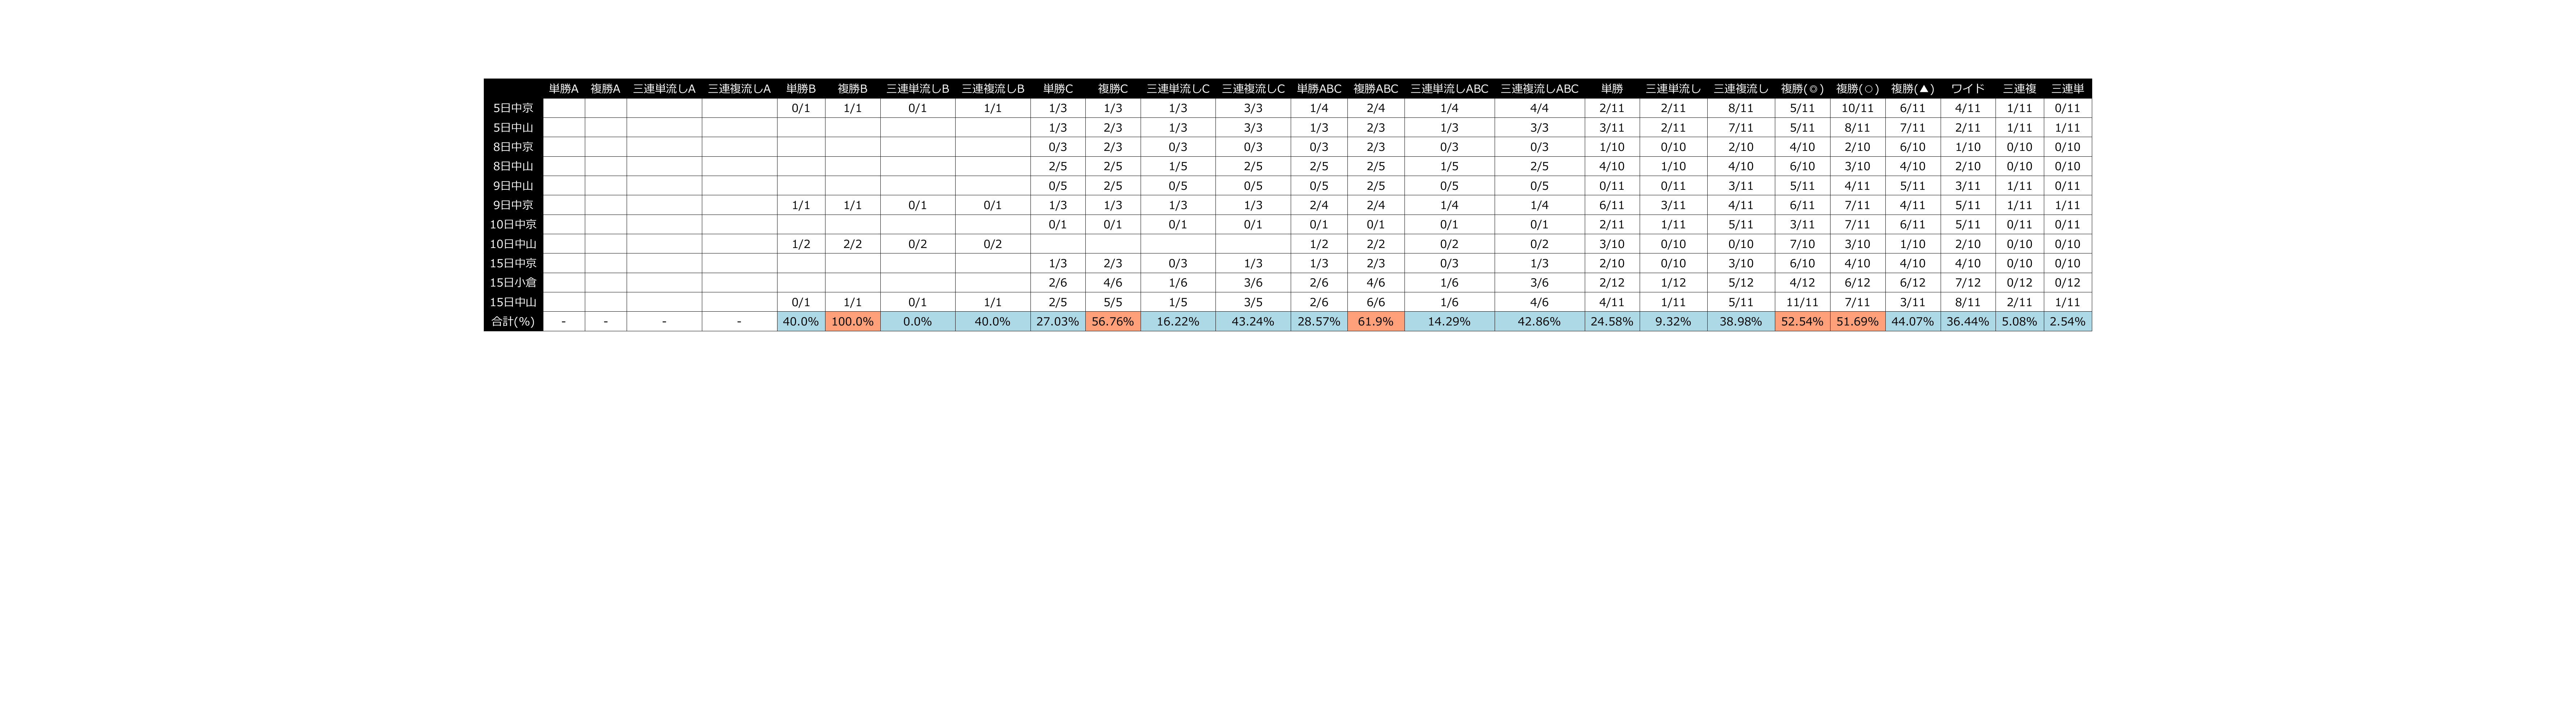 単勝A 複勝A 三連単流しA 三連複流しA 単勝B 複勝B 三連単流しB 三連複流しB 単勝C 複勝C 三連単流しC 三連複流しC 単勝ABC 複勝ABC 三連単流しABC 三連複流しABC 単勝 三連単流し 三連複流し 複勝(◎) 複勝(○) 複勝(▲) ワイド 三連複 三連単
5日中京 0/1 1/1 0/1 1/1 1/3 1/3 1/3 3/3 1/4 2/4 1/4 4/4 2/11 2/11 8/11 5/11 10/11 6/11 4/11 1/11 0/11
5日中山 1/3 2/3 1/3 3/3 1/3 2/3 1/3 3/3 3/11 2/11 7/11 5/11 8/11 7/11 2/11 1/11 1/11
8日中京 0/3 2/3 0/3 0/3 0/3 2/3 0/3 0/3 1/10 0/10 2/10 4/10 2/10 6/10 1/10 0/10 0/10
8日中山 2/5 2/5 1/5 2/5 2/5 2/5 1/5 2/5 4/10 1/10 4/10 6/10 3/10 4/10 2/10 0/10 0/10
9日中山 0/5 2/5 0/5 0/5 0/5 2/5 0/5 0/5 0/11 0/11 3/11 5/11 4/11 5/11 3/11 1/11 0/11
9日中京 1/1 1/1 0/1 0/1 1/3 1/3 1/3 1/3 2/4 2/4 1/4 1/4 6/11 3/11 4/11 6/11 7/11 4/11 5/11 1/11 1/11
10日中京 0/1 0/1 0/1 0/1 0/1 0/1 0/1 0/1 2/11 1/11 5/11 3/11 7/11 6/11 5/11 0/11 0/11
10日中山 1/2 2/2 0/2 0/2 1/2 2/2 0/2 0/2 3/10 0/10 0/10 7/10 3/10 1/10 2/10 0/10 0/10
15日中京 1/3 2/3 0/3 1/3 1/3 2/3 0/3 1/3 2/10 0/10 3/10 6/10 4/10 4/10 4/10 0/10 0/10
15日小倉 2/6 4/6 1/6 3/6 2/6 4/6 1/6 3/6 2/12 1/12 5/12 4/12 6/12 6/12 7/12 0/12 0/12
15日中山 0/1 1/1 0/1 1/1 2/5 5/5 1/5 3/5 2/6 6/6 1/6 4/6 4/11 1/11 5/11 11/11 7/11 3/11 8/11 2/11 1/11
合計(%) - - - - 40.0% 100.0% 0.0% 40.0% 27.03% 56.76% 16.22% 43.24% 28.57% 61.9% 14.29% 42.86% 24.58% 9.32% 38.98% 52.54% 51.69% 44.07% 36.44% 5.08% 2.54%